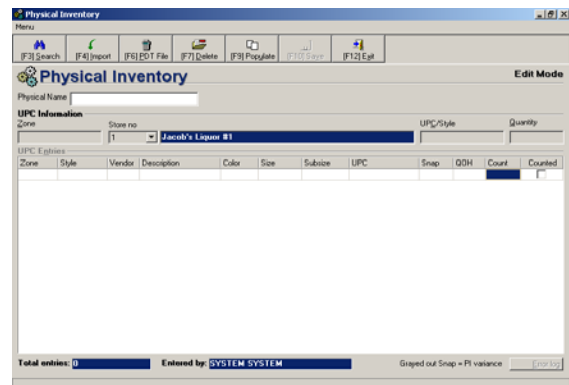 Physical Inventory
Menu
[F3] Search [F4] Import [F6] PDT File [F7] Delete [F9] Populate [F10] Save [F12] Exit
Physical Inventory Edit Mode
Physical Name
UPC Information
Zone Store no UPC/Style Quantity
1 Jacob's Liquor #1
UPC Entries
Zone Style Vendor Description Color Size Subsize UPC Snap QOH Count Counted
Total entries: 0 Entered by: SYSTEM SYSTEM Grayed out Snap = PI variance Error log